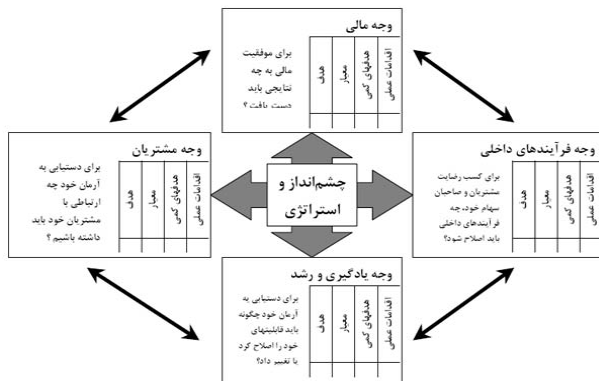 وجه مالی
برای موفقیت
مالی به چه
نتایجی باید
دست یافت؟
هدف
معیار
هدفهای کمی
اقدامات عملی
وجه فرآیندهای داخلی
برای کسب رضایت
مشتریان و صاحبان
سهام خود، چه
فرآیندهای داخلی
باید اصلاح شود؟
هدف
معیار
هدفهای کمی
اقدامات عملی
چشم‌انداز و
استراتژی
وجه مشتریان
برای دستیابی به
آرمان خود چه
ارتباطی با
مشتریان خود باید
داشته باشیم؟
هدف
معیار
هدفهای کمی
اقدامات عملی
وجه یادگیری و رشد
برای دستیابی به
آرمان خود چگونه
باید قابلیتهای
خود را اصلاح کرد
یا تغییر داد؟
هدف
معیار
هدفهای کمی
اقدامات عملی